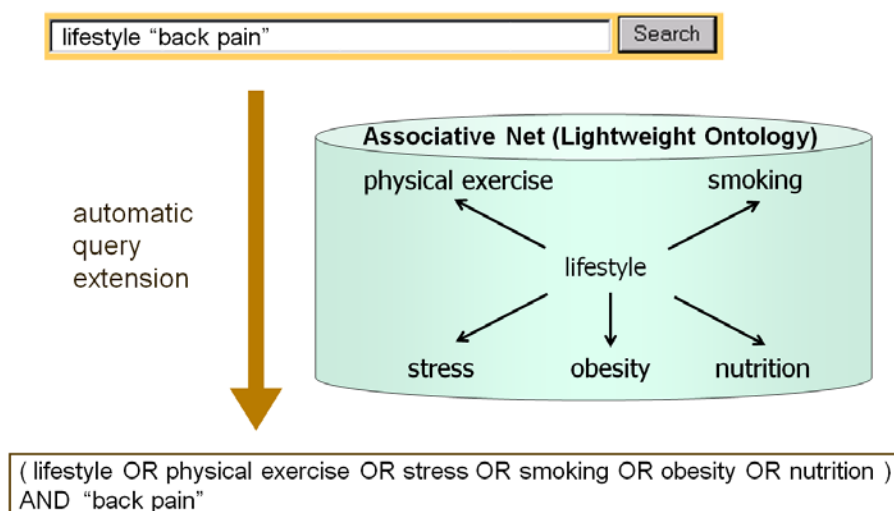 lifestyle “back pain”
Search
Associative Net (Lightweight Ontology)
physical exercise
smoking
automatic
query
extension
lifestyle
stress
obesity
nutrition
( lifestyle OR physical exercise OR stress OR smoking OR obesity OR nutrition )
AND “back pain”